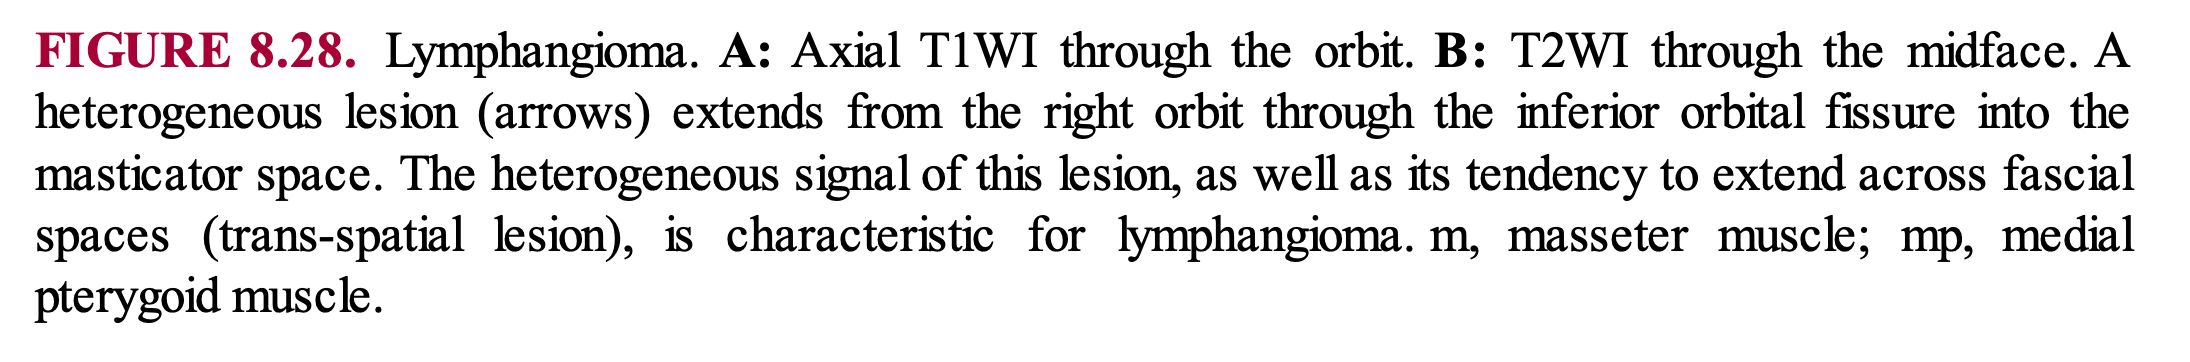 FIGURE 8.28. Lymphangioma. A: Axial T1WI through the orbit. B: T2WI through the midface. A
heterogeneous lesion (arrows) extends from the right orbit through the inferior orbital fissure into the
masticator space. The heterogeneous signal of this lesion, as well as its tendency to extend across fascial
spaces (trans-spatial lesion), is characteristic for lymphangioma. m, masseter muscle; mp, medial
pterygoid muscle.